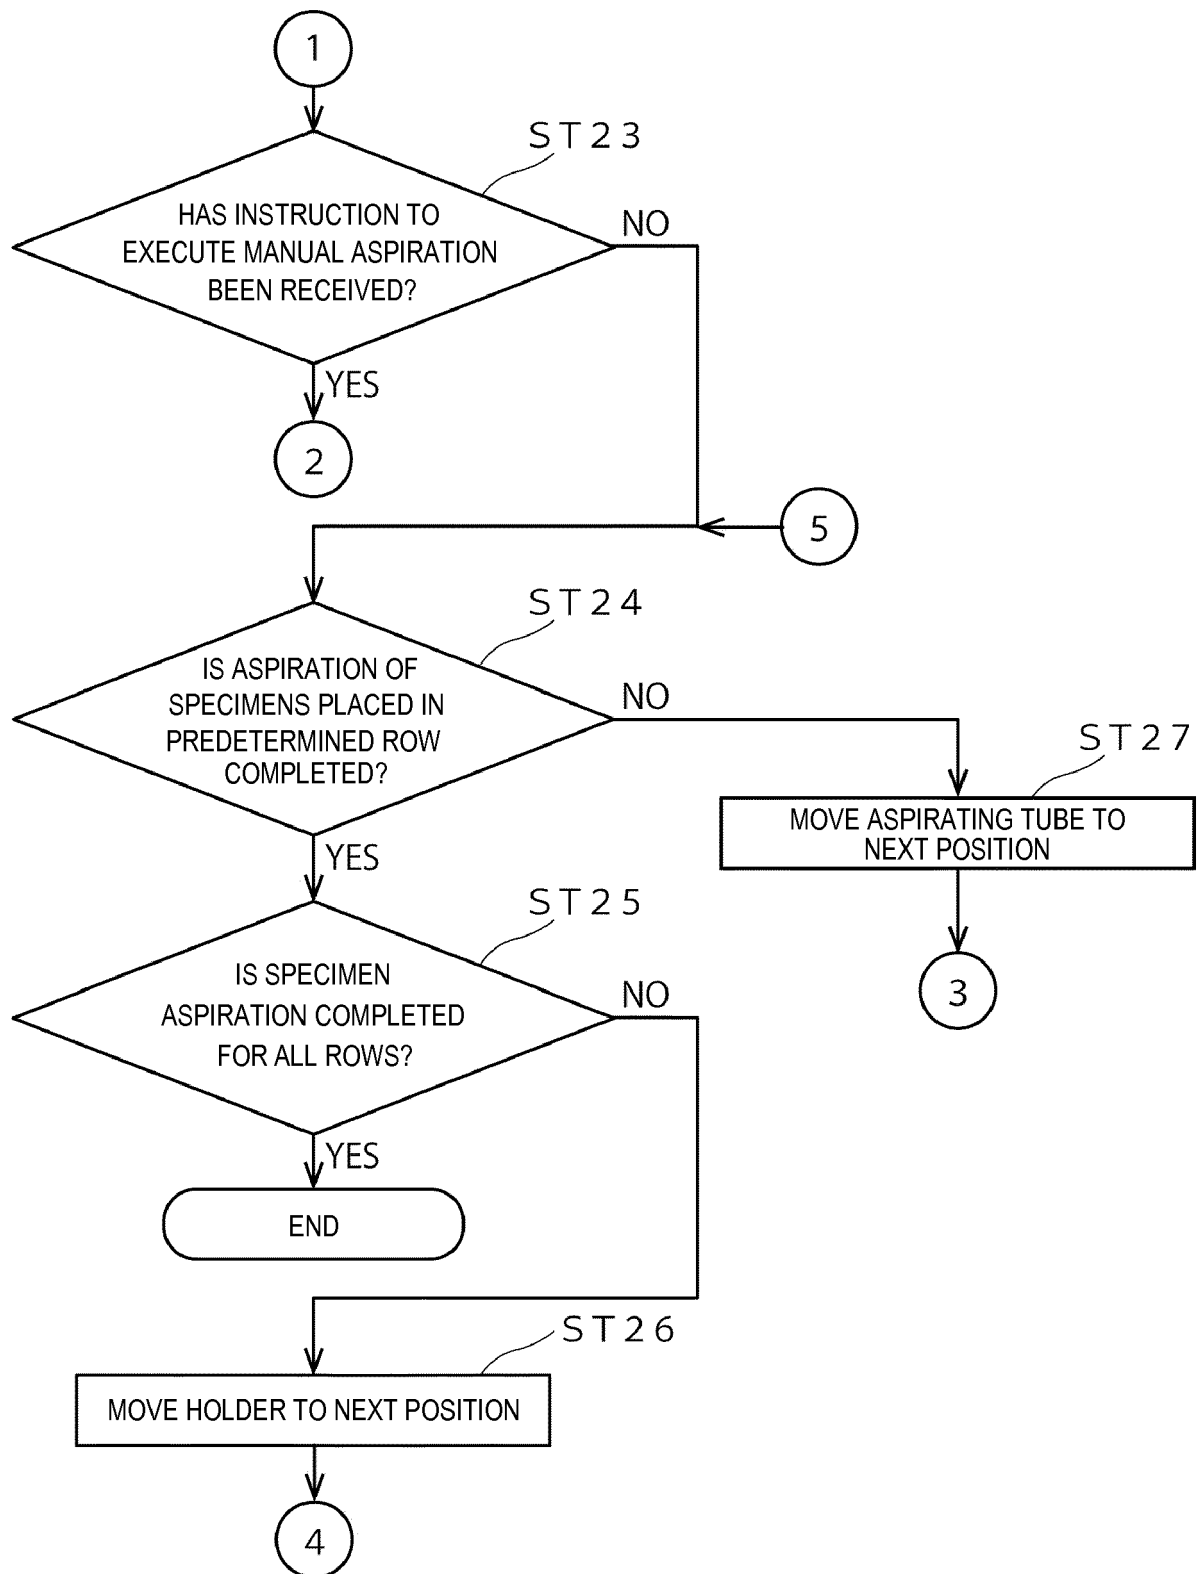 1
ST23
HAS INSTRUCTION TO
EXECUTE MANUAL ASPIRATION
BEEN RECEIVED?
NO
YES
2
5
ST24
IS ASPIRATION OF
SPECIMENS PLACED IN
PREDETERMINED ROW
COMPLETED?
NO
ST27
MOVE ASPIRATING TUBE TO
NEXT POSITION
YES
3
ST25
IS SPECIMEN
ASPIRATION COMPLETED
FOR ALL ROWS?
NO
YES
END
ST26
MOVE HOLDER TO NEXT POSITION
4